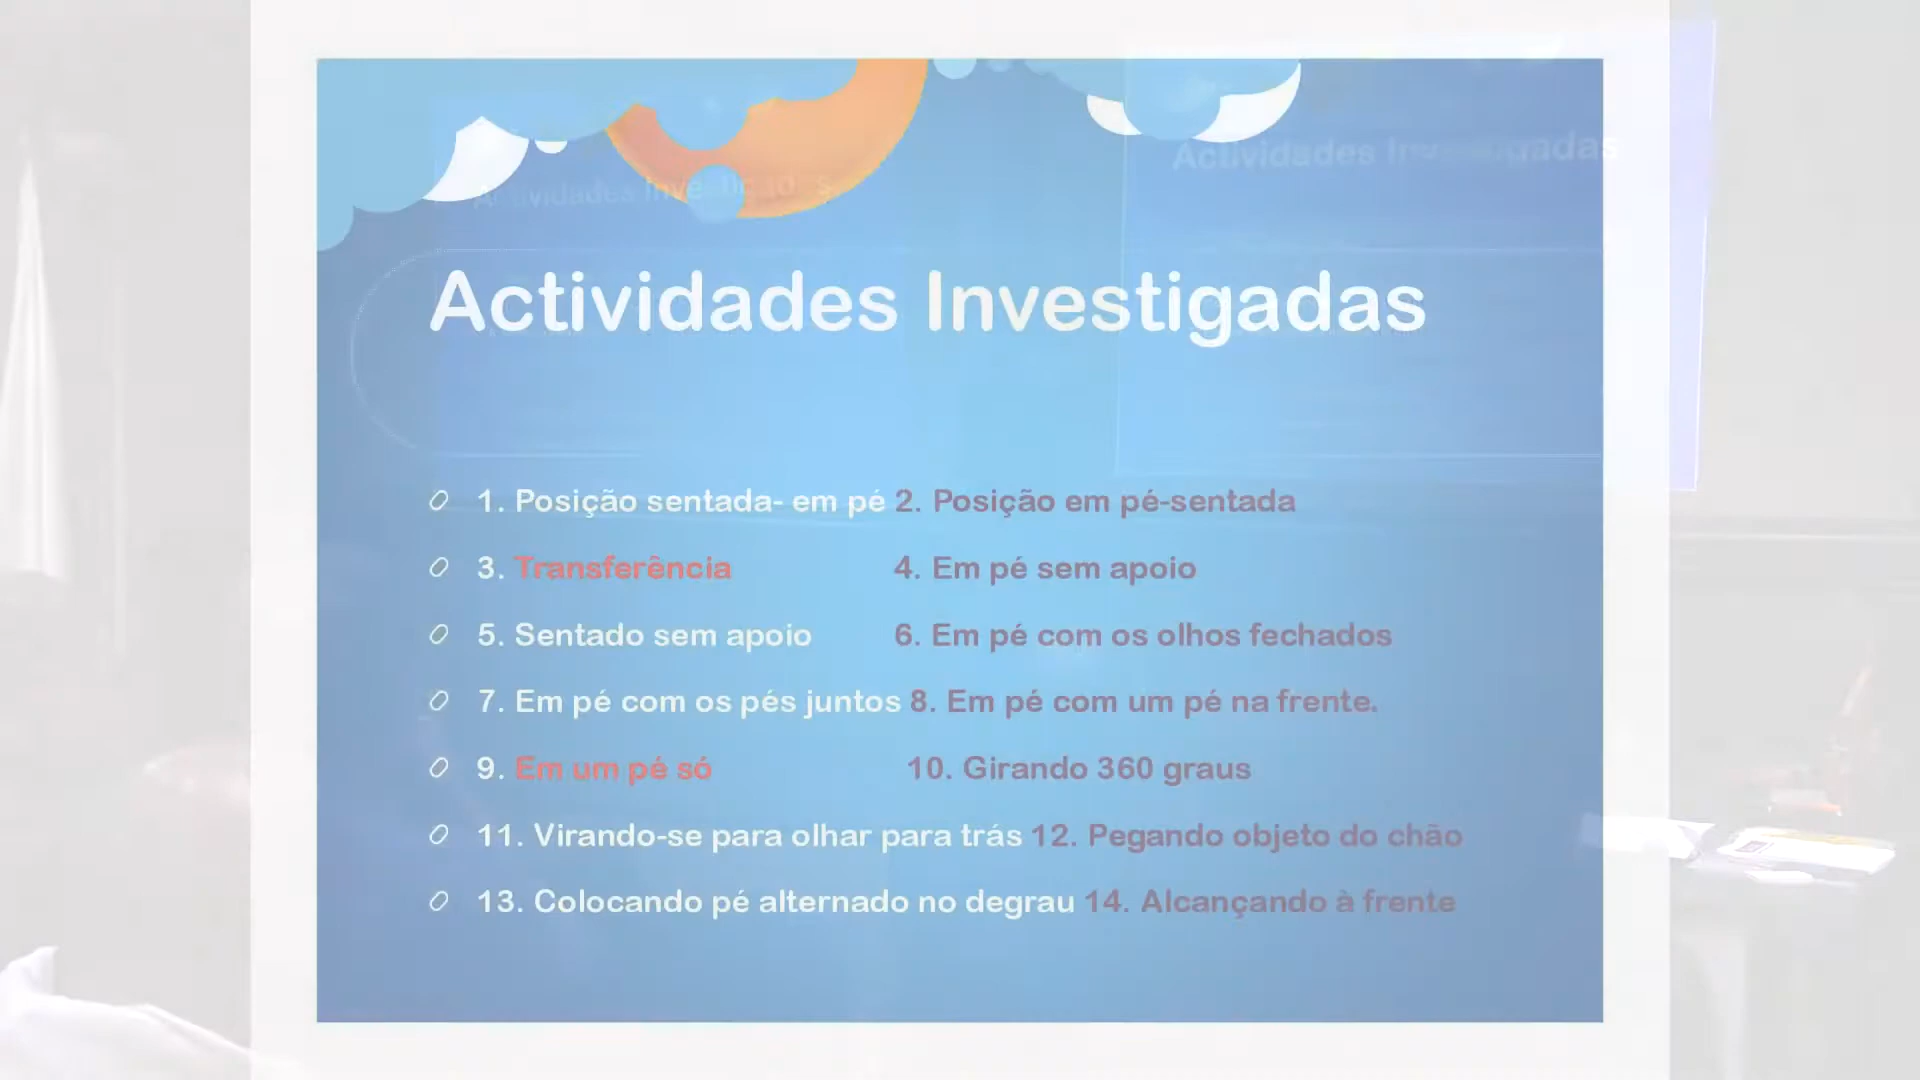 Actividades Investigadas
Actividades Investigadas
1. Posição sentada- em pé 2. Posição em pé-sentada
3. Transferência 4. Em pé sem apoio
5. Sentado sem apoio 6. Em pé com os olhos fechados
7. Em pé com os pés juntos 8. Em pé com um pé na frente.
9. Em um pé só 10. Girando 360 graus
11. Virando-se para olhar para trás 12. Pegando objeto do chão
13. Colocando pé alternado no degrau 14. Alcançando à frente